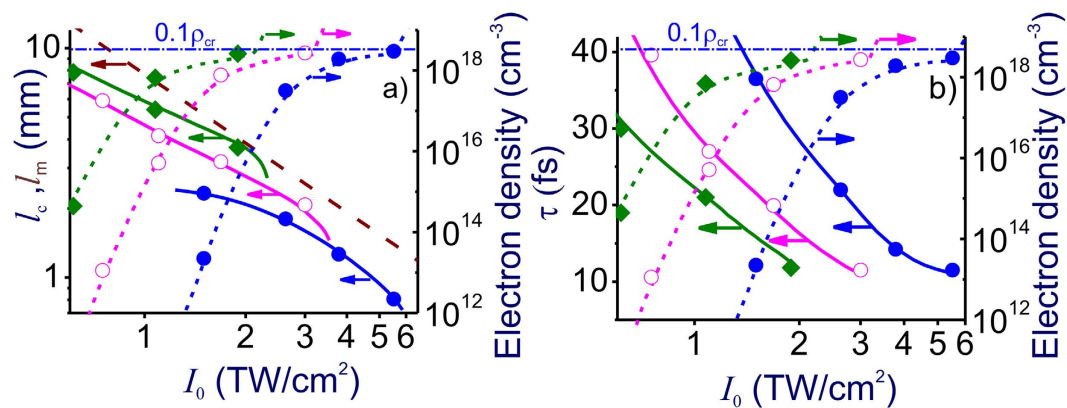 0.1ρcr
0.1ρcr
a)
b)
10
1
lc, lm (mm)
10^18
10^16
10^14
10^12
Electron density (cm^-3)
1
2
3
4
5
6
I0 (TW/cm^2)
40
30
20
10
τ (fs)
10^18
10^16
10^14
10^12
Electron density (cm^-3)
1
2
3
4
5
6
I0 (TW/cm^2)